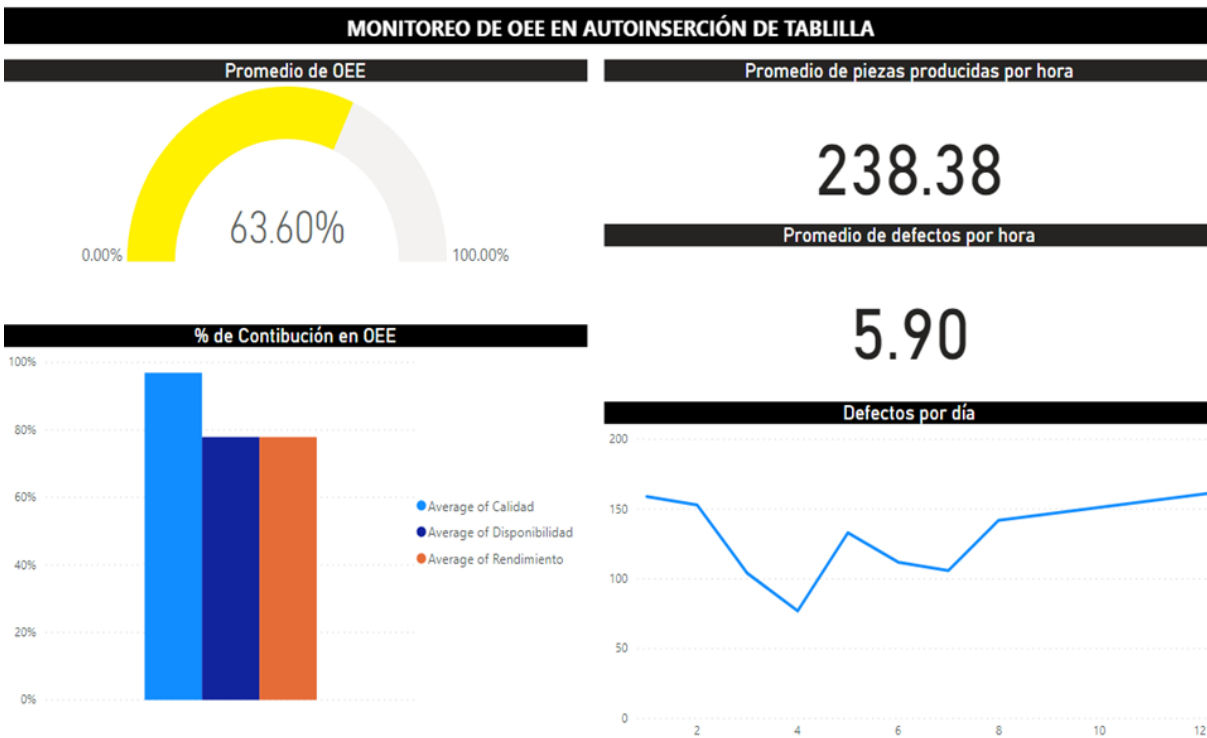 MONITOREO DE OEE EN AUTOINSERCIÓN DE TABLILLA
Promedio de OEE
63.60%
0.00%
100.00%
Promedio de piezas producidas por hora
238.38
Promedio de defectos por hora
5.90
% de Contibución en OEE
100%
80%
60%
40%
20%
0%
Average of Calidad
Average of Disponibilidad
Average of Rendimiento
Defectos por día
200
150
100
50
0
2 4 6 8 10 12